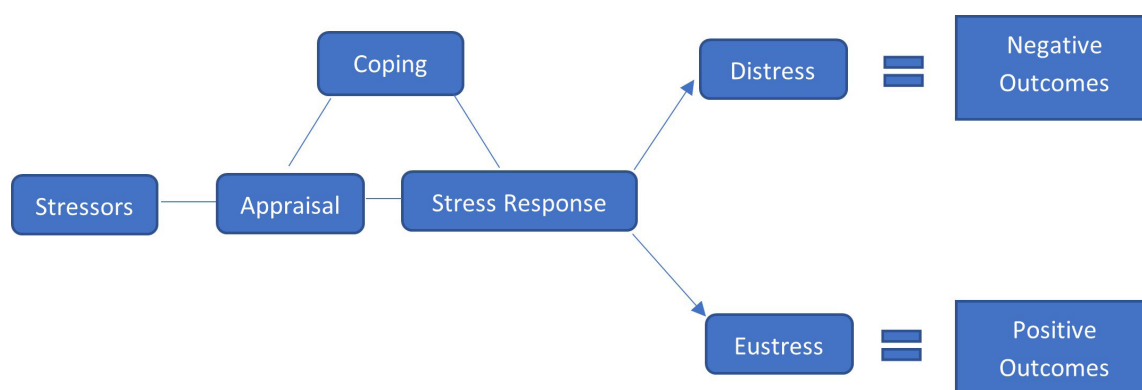 Coping
Distress
Negative
Outcomes
Stressors
Appraisal
Stress Response
Eustress
Positive
Outcomes